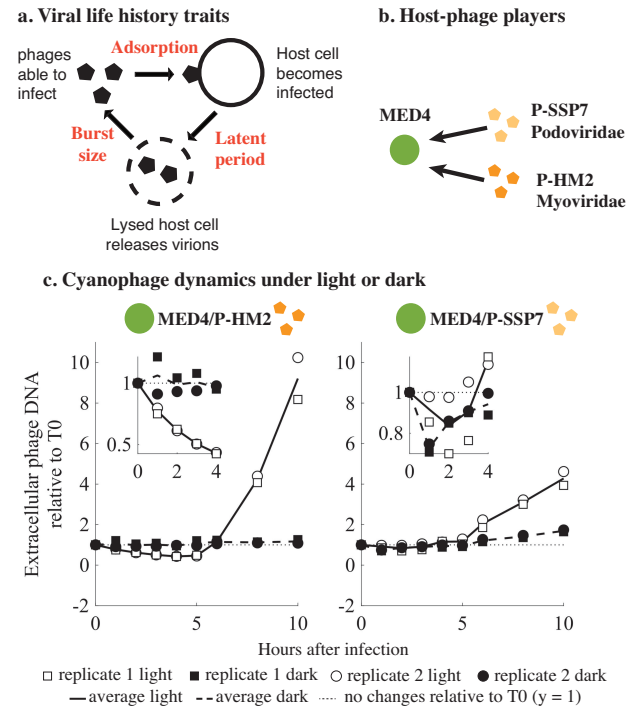 a. Viral life history traits
phages
able to
infect
Adsorption
Host cell
becomes
infected
Burst
size
Latent
period
Lysed host cell
releases virions
b. Host-phage players
MED4
P-SSP7
Podoviridae
P-HM2
Myoviridae
c. Cyanophage dynamics under light or dark
MED4/P-HM2
MED4/P-SSP7
Extracellular phage DNA
relative to T0
10
8
6
4
2
0
-2
0
5
10
1
0.5
0
2
4
10
8
6
4
2
0
-2
0
5
10
1
0.8
0
2
4
Hours after infection
replicate 1 light replicate 1 dark replicate 2 light replicate 2 dark
average light average dark no changes relative to T0 (y = 1)